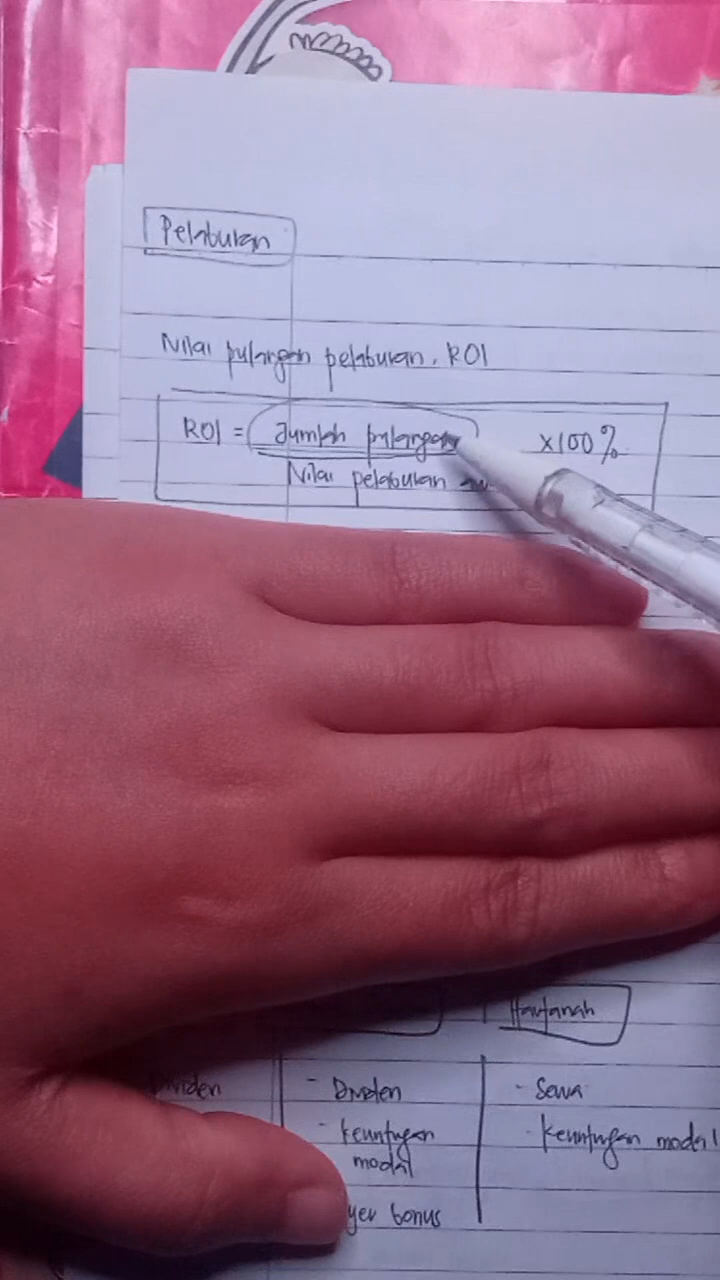 Pelaburan
Nilai pulangan pelaburan, ROI
ROI = Jumlah pulangan x100%
Nilai pelaburan
Hartanah
Dividen - Dividen - Sewa
- keuntungan - keuntungan modal
modal
bonus